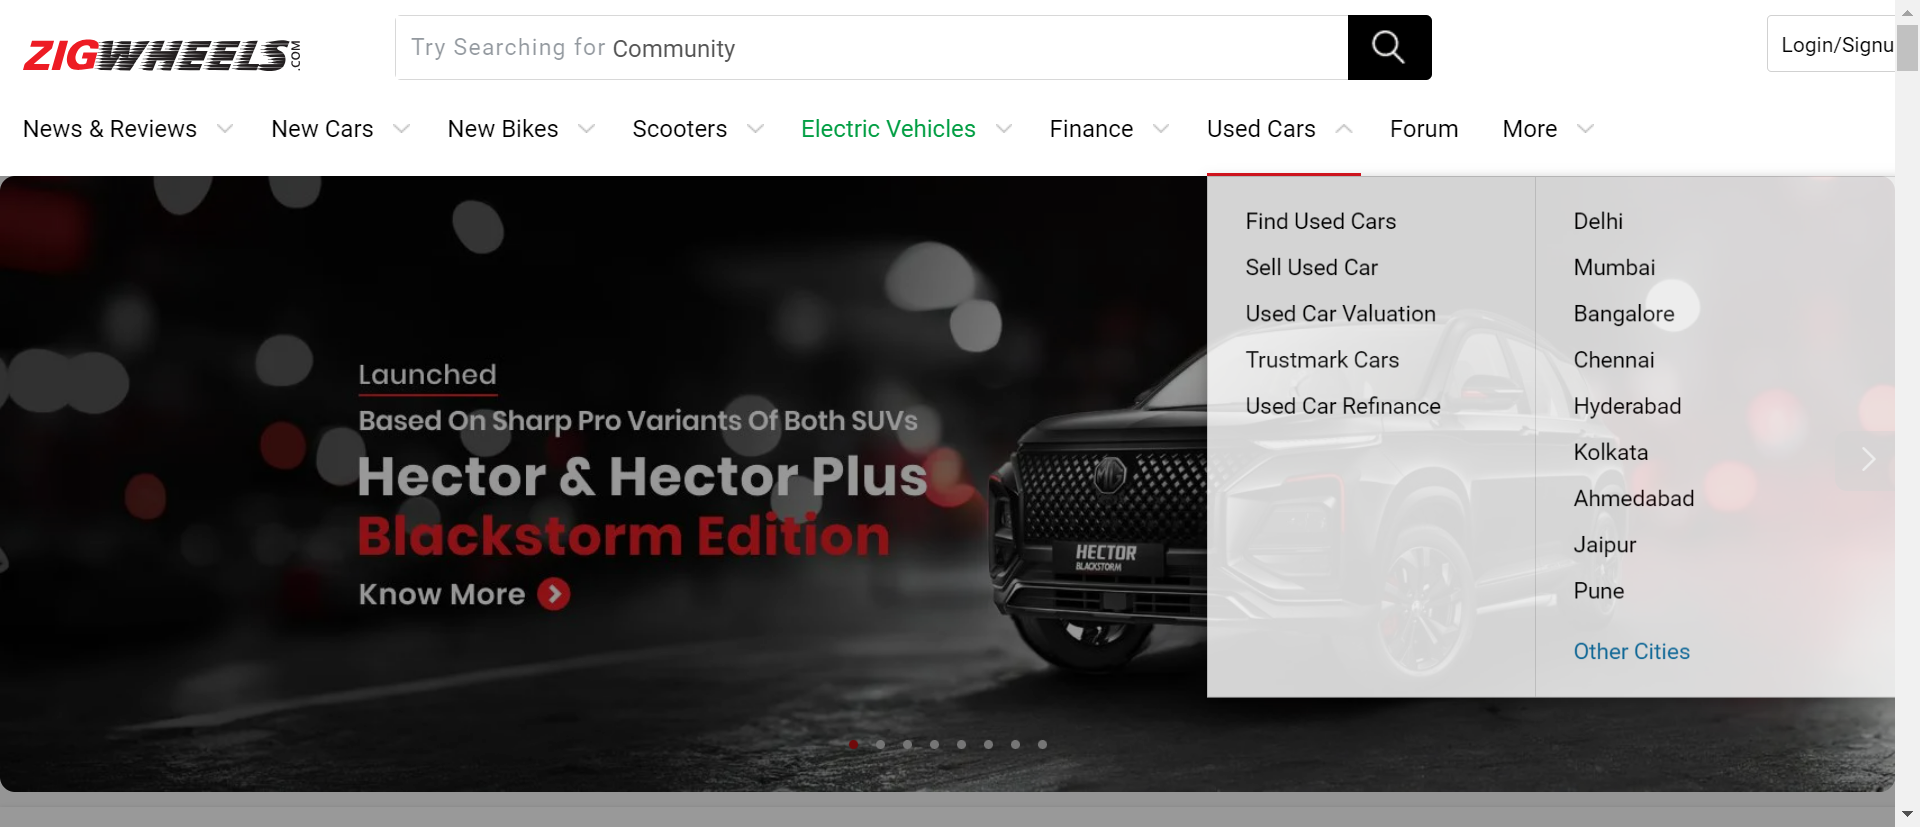 ZIGWHEELS.COM
Try Searching for Community
Login/Signu
News & Reviews
New Cars
New Bikes
Scooters
Electric Vehicles
Finance
Used Cars
Forum
More
Find Used Cars
Sell Used Car
Used Car Valuation
Trustmark Cars
Used Car Refinance
Delhi
Mumbai
Bangalore
Chennai
Hyderabad
Kolkata
Ahmedabad
Jaipur
Pune
Other Cities
Launched
Based On Sharp Pro Variants Of Both SUVs
Hector & Hector Plus
Blackstorm Edition
Know More
MG
HECTOR
BLACKSTORM